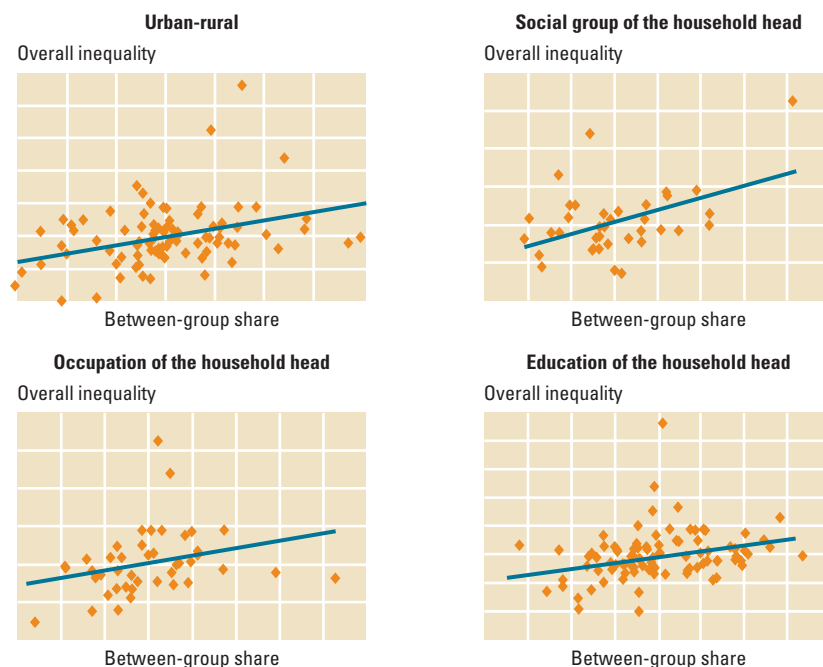 Urban-rural
Overall inequality
Between-group share
Social group of the household head
Overall inequality
Between-group share
Occupation of the household head
Overall inequality
Between-group share
Education of the household head
Overall inequality
Between-group share